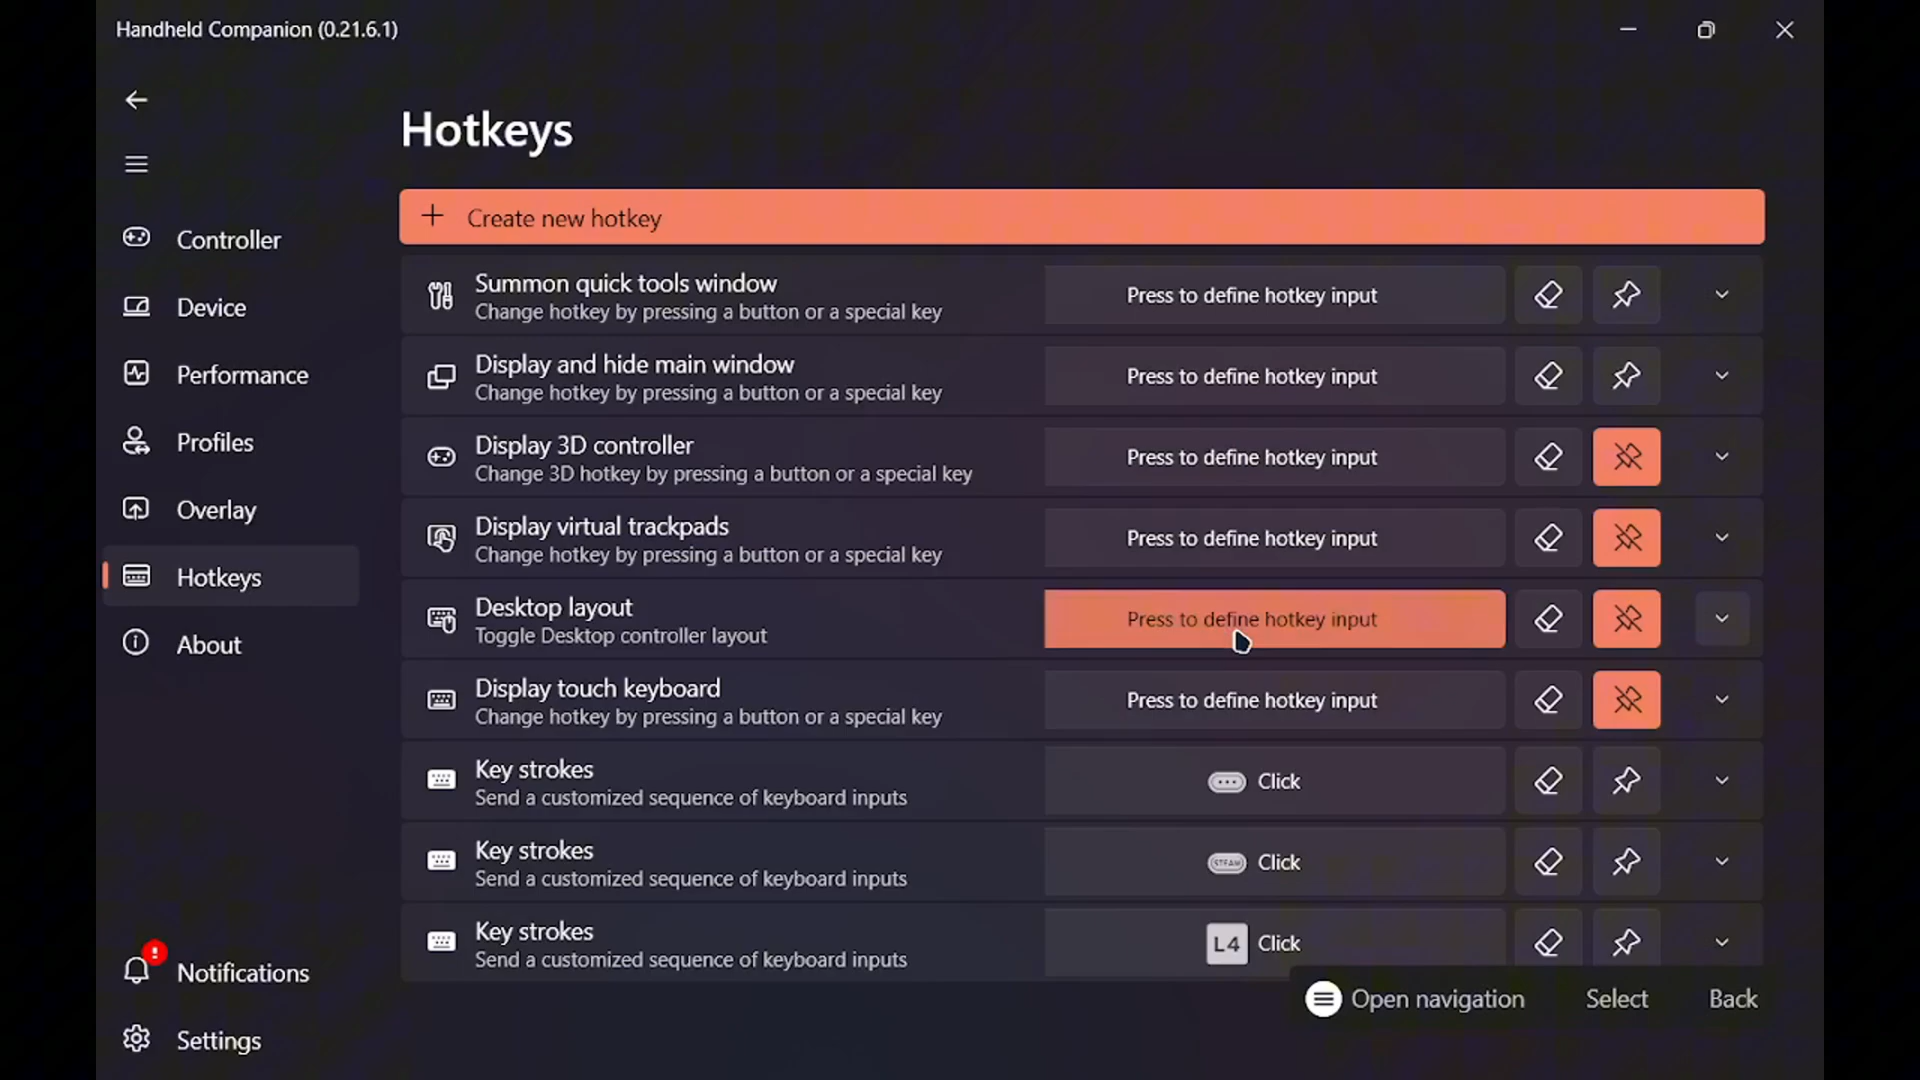 Handheld Companion (0.21.6.1)
Hotkeys
Controller
Device
Performance
Profiles
Overlay
Hotkeys
About
Notifications
Settings
Create new hotkey
Summon quick tools window
Change hotkey by pressing a button or a special key
Press to define hotkey input
Display and hide main window
Change hotkey by pressing a button or a special key
Press to define hotkey input
Display 3D controller
Change 3D hotkey by pressing a button or a special key
Press to define hotkey input
Display virtual trackpads
Change hotkey by pressing a button or a special key
Press to define hotkey input
Desktop layout
Toggle Desktop controller layout
Press to define hotkey input
Display touch keyboard
Change hotkey by pressing a button or a special key
Press to define hotkey input
Key strokes
Send a customized sequence of keyboard inputs
Click
Key strokes
Send a customized sequence of keyboard inputs
STEAM Click
Key strokes
Send a customized sequence of keyboard inputs
L4 Click
Open navigation
Select
Back